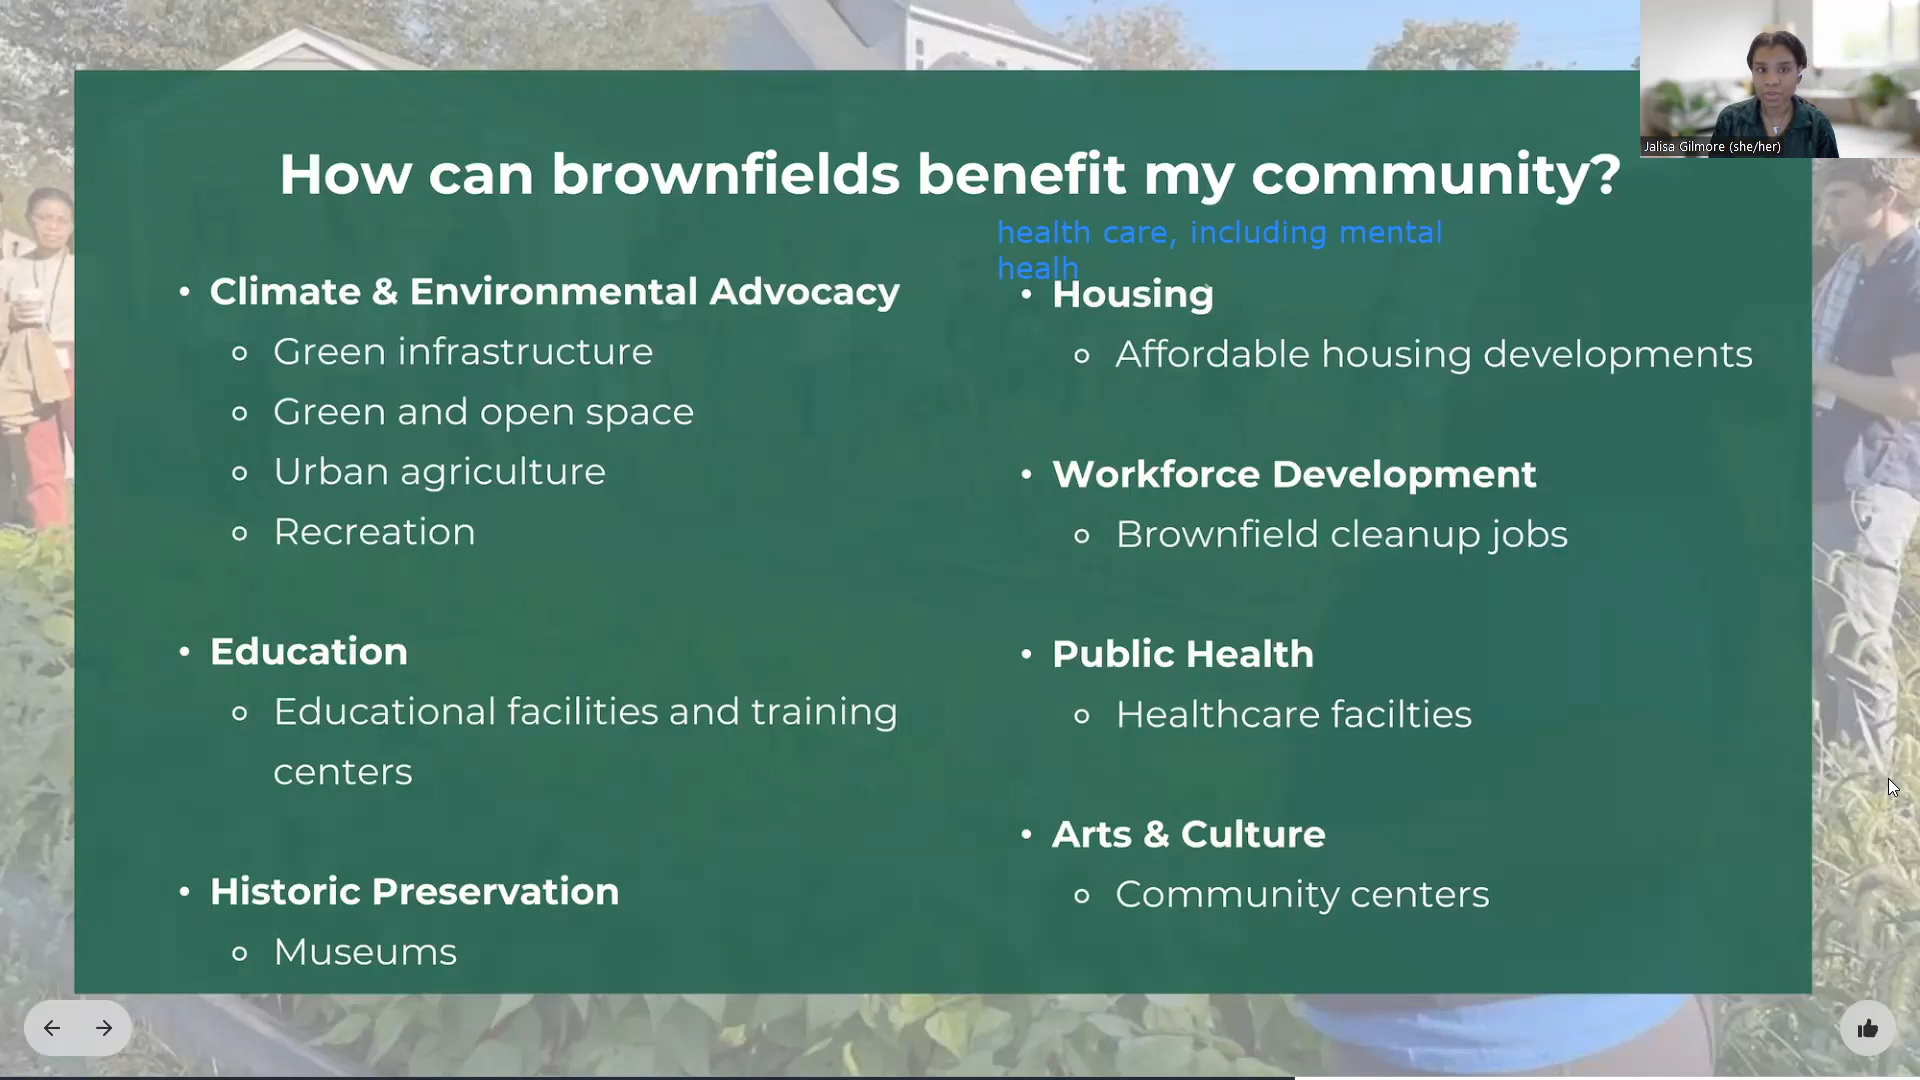 Jalisa Gilmore (she/her)
How can brownfields benefit my community?
health care, including mental
healh
• Climate & Environmental Advocacy
Green infrastructure
Green and open space
Urban agriculture
Recreation
• Education
Educational facilities and training
centers
• Historic Preservation
Museums
• Housing
Affordable housing developments
• Workforce Development
Brownfield cleanup jobs
• Public Health
Healthcare facilties
• Arts & Culture
Community centers